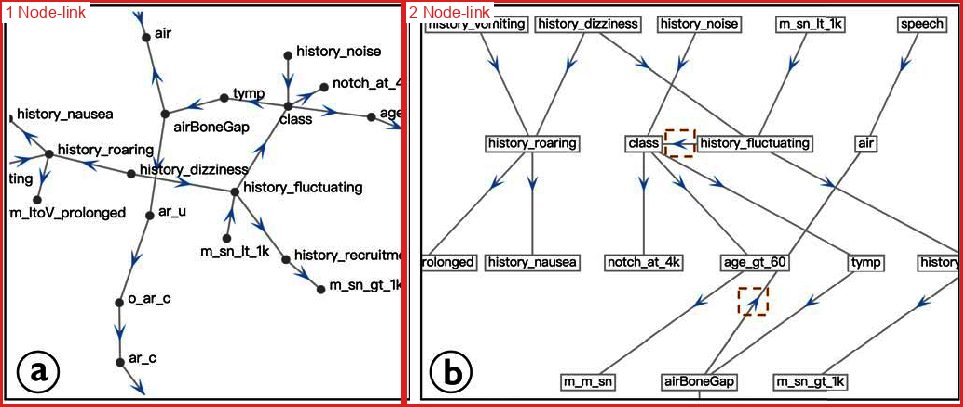 1 Node-link
air
history_noise
notch_at_4k
tymp
class
age
airBoneGap
history_nausea
history_roaring
history_dizziness
ting
history_fluctuating
m_ltoV_prolonged
ar_u
m_sn_lt_1k
history_recruitme
m_sn_gt_1k
o_ar_c
ar_c
a
2 Node-link
history_vomiting
history_dizziness
history_noise
m_sn_lt_1k
speech
history_roaring
class
history_fluctuating
air
rolonged
history_nausea
notch_at_4k
age_gt_60
tymp
history
m_m_sn
airBoneGap
m_sn_gt_1k
b